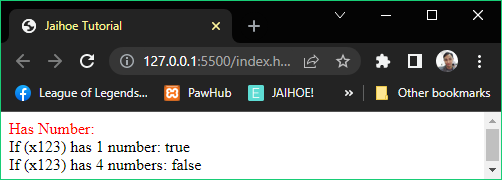 Jaihoe Tutorial
127.0.0.1:5500/index.h...
League of Legends...
PawHub
JAIHOE!
Other bookmarks
Has Number:
If (x123) has 1 number: true
If (x123) has 4 numbers: false